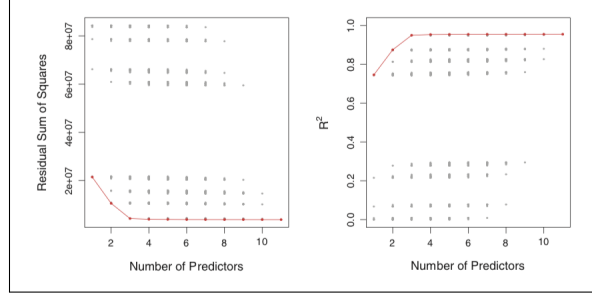 Residual Sum of Squares
8e+07
6e+07
4e+07
2e+07
2 4 6 8 10
Number of Predictors
R2
1.0
0.8
0.6
0.4
0.2
0.0
2 4 6 8 10
Number of Predictors